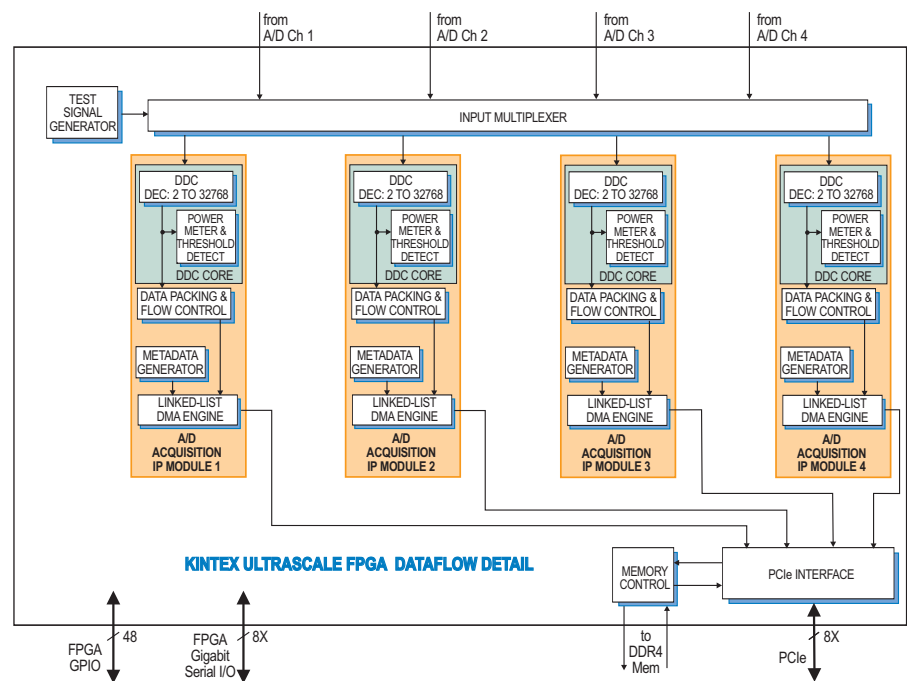 from
A/D Ch 1
from
A/D Ch 2
from
A/D Ch 3
from
A/D Ch 4
TEST
SIGNAL
GENERATOR
INPUT MULTIPLEXER
DDC
DEC: 2 TO 32768
POWER
METER &
THRESHOLD
DETECT
DDC CORE
DATA PACKING &
FLOW CONTROL
METADATA
GENERATOR
LINKED-LIST
DMA ENGINE
A/D
ACQUISITION
IP MODULE 1
DDC
DEC: 2 TO 32768
POWER
METER &
THRESHOLD
DETECT
DDC CORE
DATA PACKING &
FLOW CONTROL
METADATA
GENERATOR
LINKED-LIST
DMA ENGINE
A/D
ACQUISITION
IP MODULE 2
DDC
DEC: 2 TO 32768
POWER
METER &
THRESHOLD
DETECT
DDC CORE
DATA PACKING &
FLOW CONTROL
METADATA
GENERATOR
LINKED-LIST
DMA ENGINE
A/D
ACQUISITION
IP MODULE 3
DDC
DEC: 2 TO 32768
POWER
METER &
THRESHOLD
DETECT
DDC CORE
DATA PACKING &
FLOW CONTROL
METADATA
GENERATOR
LINKED-LIST
DMA ENGINE
A/D
ACQUISITION
IP MODULE 4
KINTEX ULTRASCALE FPGA DATAFLOW DETAIL
MEMORY
CONTROL
PCIe INTERFACE
48
FPGA
GPIO
8X
FPGA
Gigabit
Serial I/O
to
DDR4
Mem
8X
PCIe